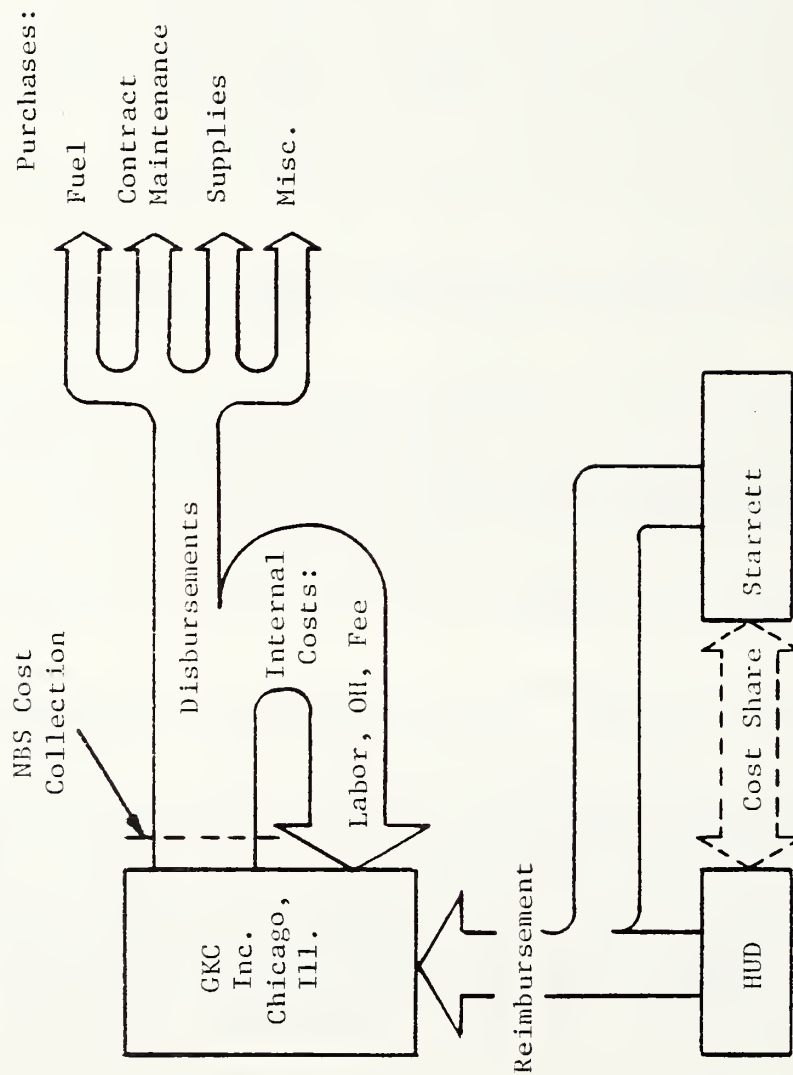 NBS Cost
Collection
Purchases:
Fuel
Contract
Maintenance
Supplies
Misc.
Disbursements
Internal
Costs:
Labor, OH, Fee
GKC
Inc.
Chicago,
Ill.
Reimbursement
HUD
Cost Share
Starrett